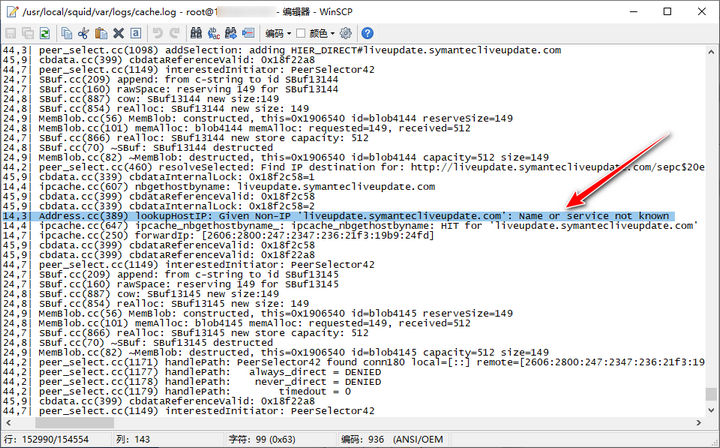 /usr/local/squid/var/logs/cache.log - root@1 - 编辑器 - WinSCP
编码 颜色
44,3| peer_select.cc(1098) addSelection: adding HIER_DIRECT#liveupdate.symantecliveupdate.com
45,9| cbdata.cc(399) cbdataReferenceValid: 0x18f22a8
44,7| peer_select.cc(1149) interestedInitiator: PeerSelector42
24,7| SBuf.cc(209) append: from c-string to id SBuf13144
24,7| SBuf.cc(160) rawSpace: reserving 149 for SBuf13144
24,8| SBuf.cc(887) cow: SBuf13144 new size:149
24,8| SBuf.cc(854) reAlloc: SBuf13144 new size: 149
24,9| MemBlob.cc(56) MemBlob: constructed, this=0x1906540 id=blob4144 reserveSize=149
24,8| MemBlob.cc(101) memAlloc: blob4144 memAlloc: requested=149, received=512
24,7| SBuf.cc(866) reAlloc: SBuf13144 new store capacity: 512
24,8| SBuf.cc(70) ~SBuf: SBuf13144 destructed
24,9| MemBlob.cc(82) ~MemBlob: destructed, this=0x1906540 id=blob4144 capacity=512 size=149
44,2| peer_select.cc(460) resolveSelected: Find IP destination for: http://liveupdate.symantecliveupdate.com/sepc$20e
45,9| cbdata.cc(339) cbdataInternalLock: 0x18f22a8=1
14,4| ipcache.cc(607) nbgethostbyname: liveupdate.symantecliveupdate.com
45,9| cbdata.cc(399) cbdataReferenceValid: 0x18f2c58
45,9| cbdata.cc(339) cbdataInternalLock: 0x18f2c58=2
14,3| Address.cc(389) lookupHostIP: Given Non-IP 'liveupdate.symantecliveupdate.com': Name or service not known
14,4| ipcache.cc(647) ipcache_nbgethostbyname_: ipcache_nbgethostbyname: HIT for 'liveupdate.symantecliveupdate.com'
14,7| ipcache.cc(250) forwardIp: [2606:2800:247:2347:236:21f3:19b9:24fd]
45,9| cbdata.cc(399) cbdataReferenceValid: 0x18f2c58
45,9| cbdata.cc(399) cbdataReferenceValid: 0x18f22a8
44,7| peer_select.cc(1149) interestedInitiator: PeerSelector42
24,7| SBuf.cc(209) append: from c-string to id SBuf13145
24,7| SBuf.cc(160) rawSpace: reserving 149 for SBuf13145
24,8| SBuf.cc(887) cow: SBuf13145 new size:149
24,8| SBuf.cc(854) reAlloc: SBuf13145 new size: 149
24,9| MemBlob.cc(56) MemBlob: constructed, this=0x1906540 id=blob4145 reserveSize=149
24,8| MemBlob.cc(101) memAlloc: blob4145 memAlloc: requested=149, received=512
24,7| SBuf.cc(866) reAlloc: SBuf13145 new store capacity: 512
24,8| SBuf.cc(70) ~SBuf: SBuf13145 destructed
24,9| MemBlob.cc(82) ~MemBlob: destructed, this=0x1906540 id=blob4145 capacity=512 size=149
44,2| peer_select.cc(1171) handlePath: PeerSelector42 found conn180 local=[::] remote=[2606:2800:247:2347:236:21f3:19
44,2| peer_select.cc(1177) handlePath: always_direct = DENIED
44,2| peer_select.cc(1178) handlePath: never_direct = DENIED
44,2| peer_select.cc(1179) handlePath: timedout = 0
45,9| cbdata.cc(399) cbdataReferenceValid: 0x18f22a8
44,7| peer_select.cc(1149) interestedInitiator: PeerSelector42
行: 152990/154554 列: 143 字符: 99 (0x63) 编码: 936 (ANSI/OEM